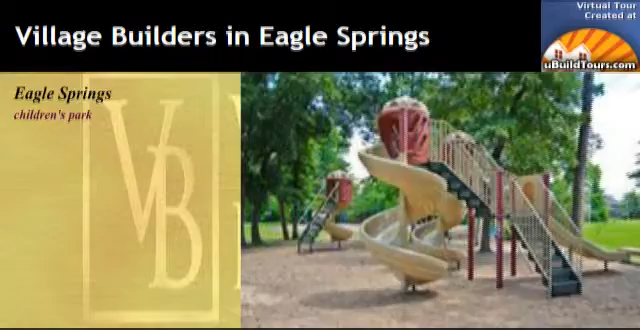 Village Builders in Eagle Springs
Virtual Tour
Created at
uBuildTours.com
Eagle Springs
children's park
VB